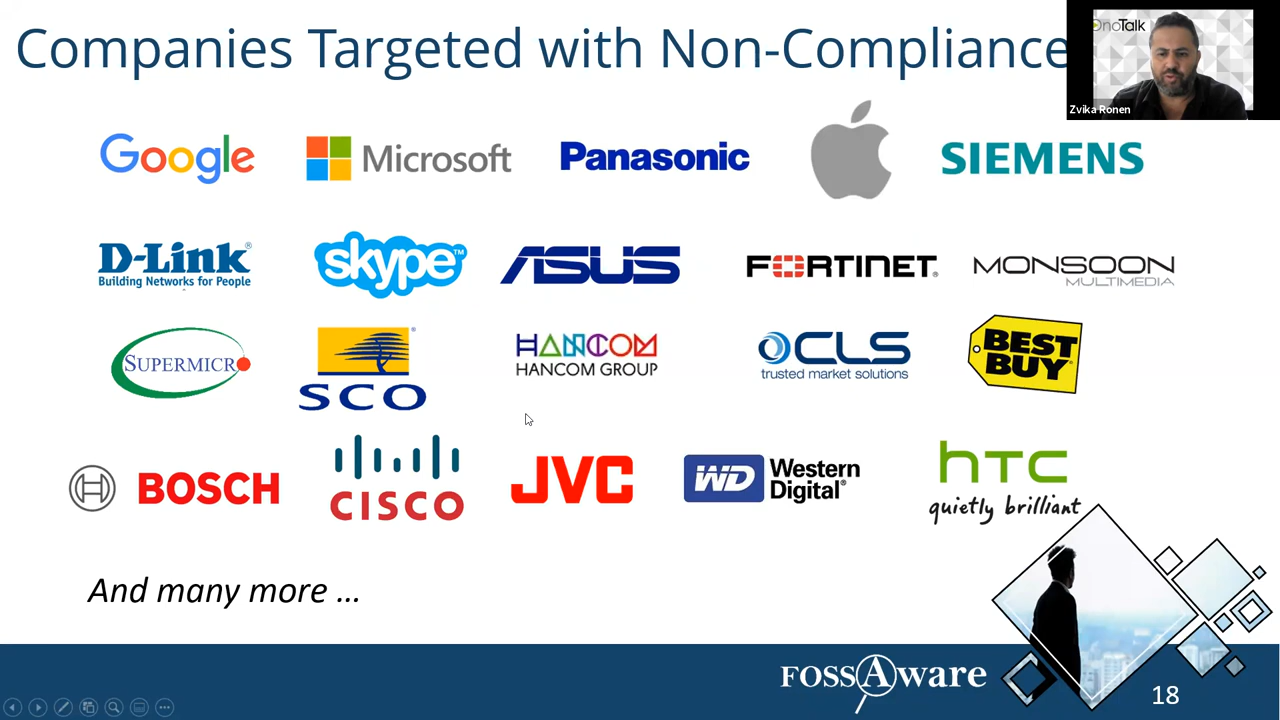 Companies Targeted with Non-Compliance
OnoTalk
Zvika Ronen
Google
Microsoft
Panasonic
SIEMENS
D-Link
Building Networks for People
skype™
ASUS
FORTINET®
MONSOON
MULTIMEDIA
SUPERMICRO
SCO
HANCOM
HANCOM GROUP
CLS
trusted market solutions
BEST
BUY
BOSCH
CISCO
JVC
WD
Western
Digital®
hTC
quietly brilliant
And many more ...
FOSSAware
18